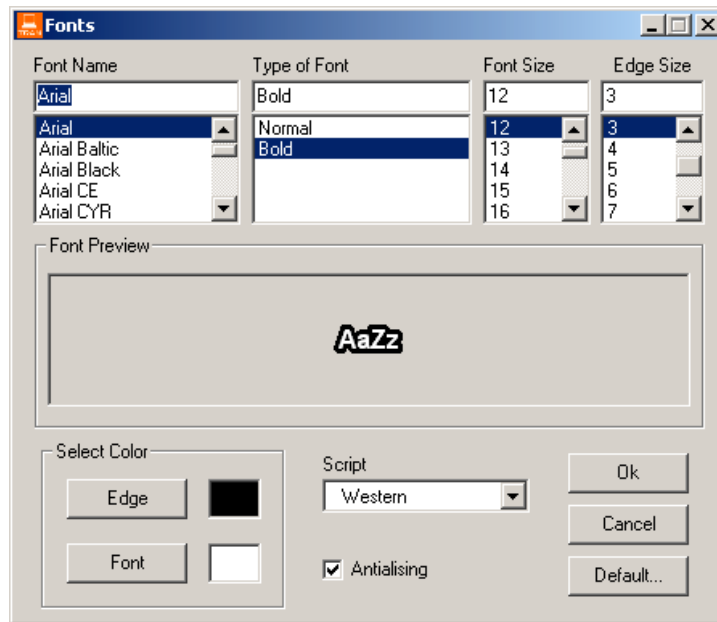 Fonts
Font Name Type of Font Font Size Edge Size
Arial Bold 12 3
Arial Normal 12 3
Arial Baltic Bold 13 4
Arial Black 14 5
Arial CE 15 6
Arial CYR 16 7
Font Preview
AaZz
Select Color
Script
Ok
Edge Western
Cancel
Font Antialising Default...